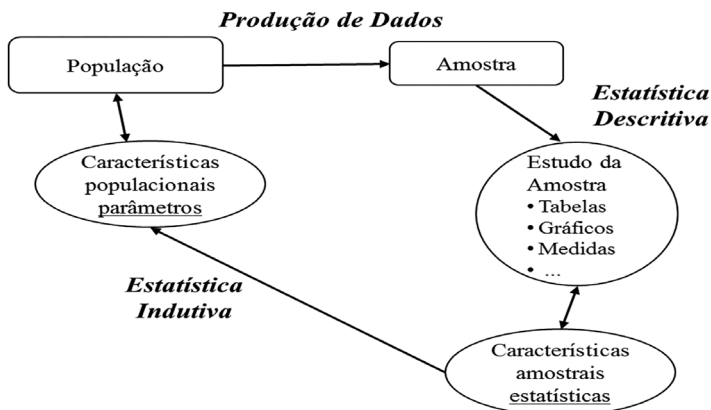 Produção de Dados
População
Amostra
Estatística
Descritiva
Características
populacionais
parâmetros
Estudo da
Amostra
• Tabelas
• Gráficos
• Medidas
• ...
Estatística
Indutiva
Características
amostrais
estatísticas